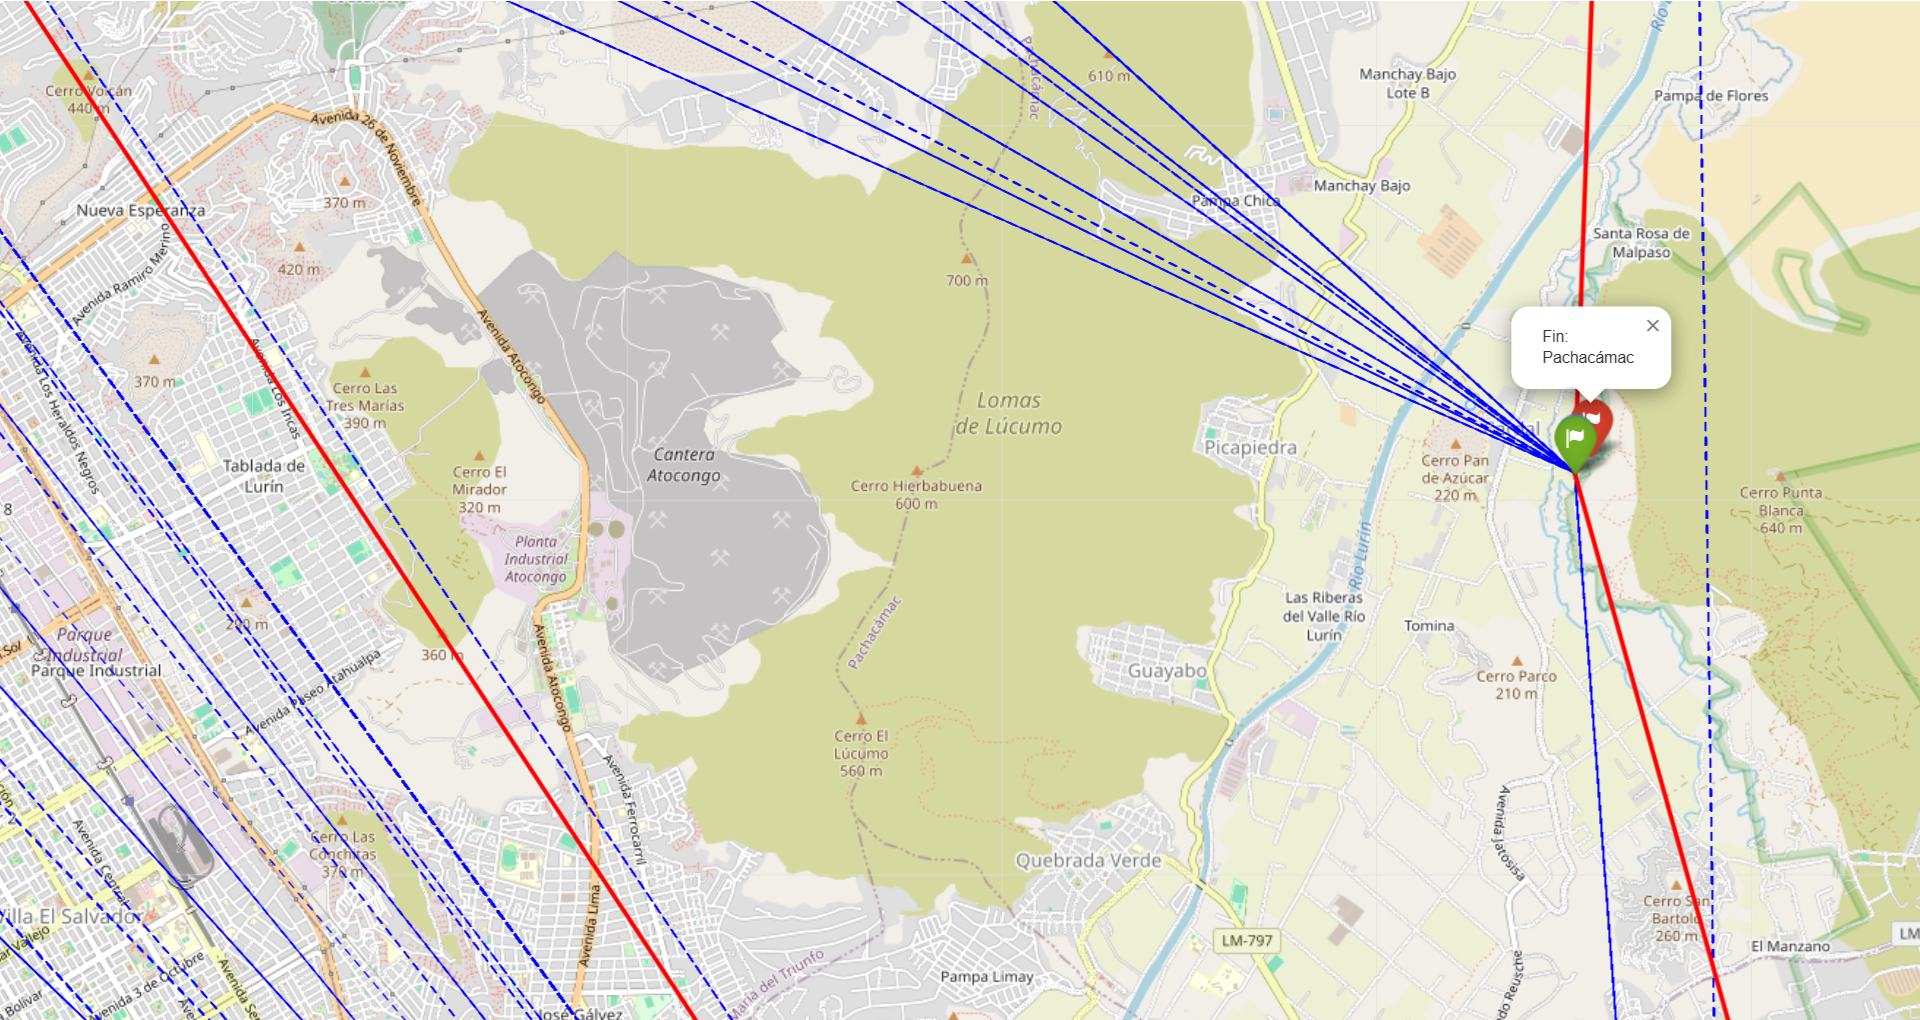 Cerro Volcán
440 m
Avenida 26 de Noviembre
370 m
Nueva Esperanza
Avenida Ramiro Merino
420 m
370 m
Avenida Los Heraldos Negros
Avenida Los Incas
Cerro Las
Tres Marías
390 m
Avenida Atocongo
Tablada de
Lurín
Cerro El
Mirador
320 m
8
Planta
Industrial
Atocongo
Cantera
Atocongo
290 m
Parque
Industrial
Parque Industrial
360 m
Avenida Paseo Atahualpa
Avenida Atocongo
Avenida Ferrocarril
Cerro Las
Conchitas
370 m
Avenida Central
Villa El Salvador
Avenida Lima
Avenida 3 de Octubre
Bolívar
José Gálvez
María del Triunfo
Pachacámac
610 m
700 m
Lomas
de Lúcumo
Cerro Hierbabuena
600 m
Pachacámac
Cerro El
Lúcumo
560 m
Quebrada Verde
Pampa Limay
Guayabo
LM-797
Manchay Bajo
Lote B
Manchay Bajo
Pampa Chica
Picapiedra
Río Lurín
Las Riberas
del Valle Río
Lurín
Tomina
Cerro Pan
de Azúcar
220 m
Cerro Parco
210 m
Avenida Jatosisa
Pampa de Flores
Santa Rosa de
Malpaso
Fin:
Pachacámac
Cerro Punta
Blanca
640 m
Cerro San
Bartolo
260 m
El Manzano
LM